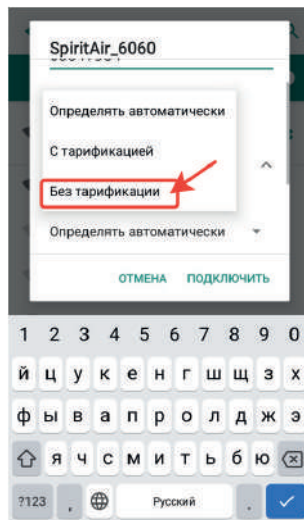 SpiritAir_6060
Определять автоматически
С тарификацией
Без тарификации
Определять автоматически
ОТМЕНА ПОДКЛЮЧИТЬ
1 2 3 4 5 6 7 8 9 0
й ц у к е н г ш щ з х
ф ы в а п р о л д ж э
я ч с м и т ь б ю
?123 , Русский .